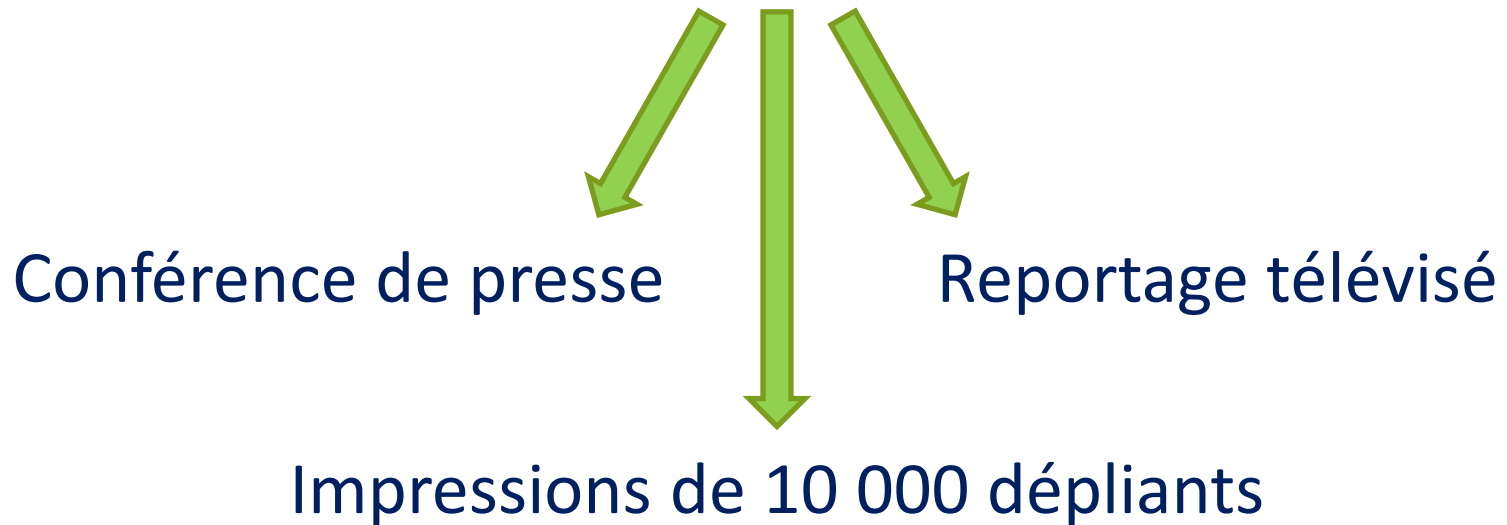 Conférence de presse
Reportage télévisé
Impressions de 10 000 dépliants